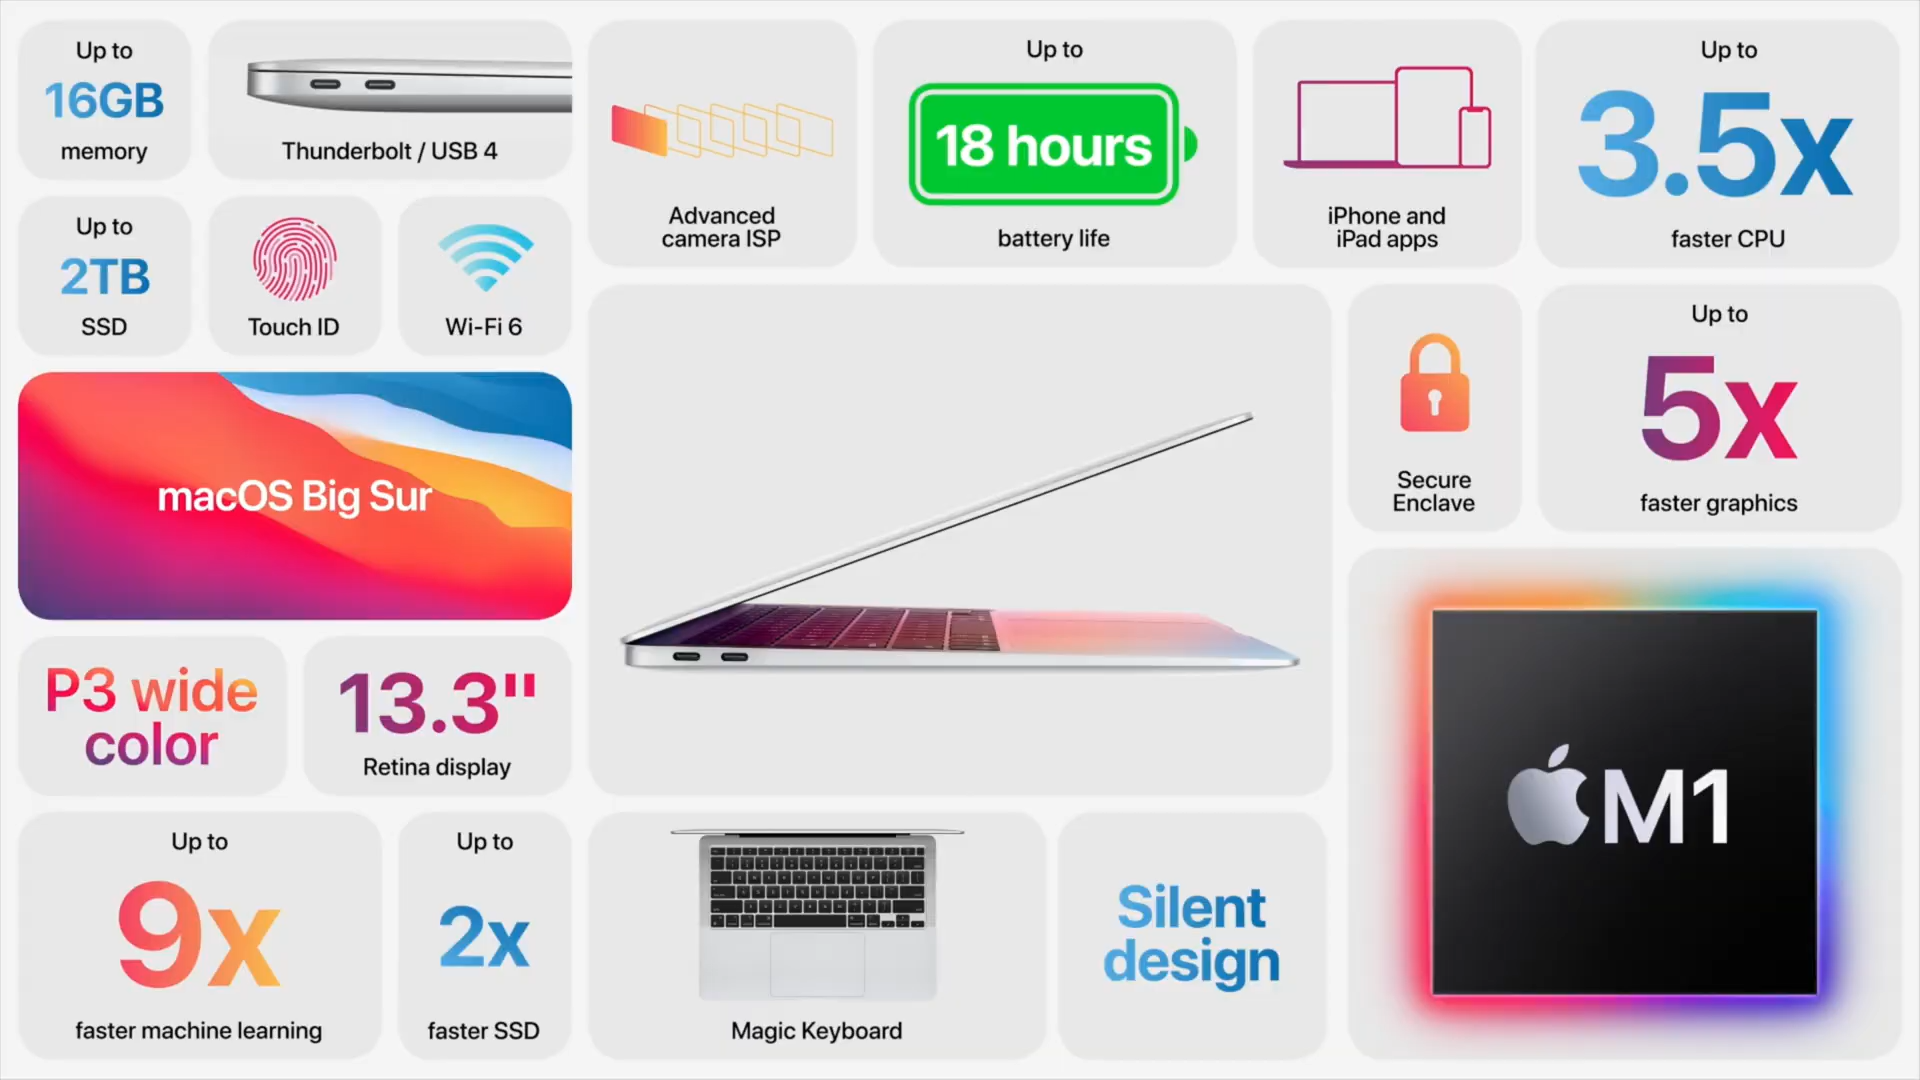 Up to
16GB
memory
Thunderbolt / USB 4
Advanced
camera ISP
Up to
18 hours
battery life
iPhone and
iPad apps
Up to
3.5x
faster CPU
Up to
2TB
SSD
Touch ID
Wi-Fi 6
macOS Big Sur
Secure
Enclave
Up to
5x
faster graphics
P3 wide
color
13.3"
Retina display
M1
Up to
9x
faster machine learning
Up to
2x
faster SSD
Magic Keyboard
Silent
design